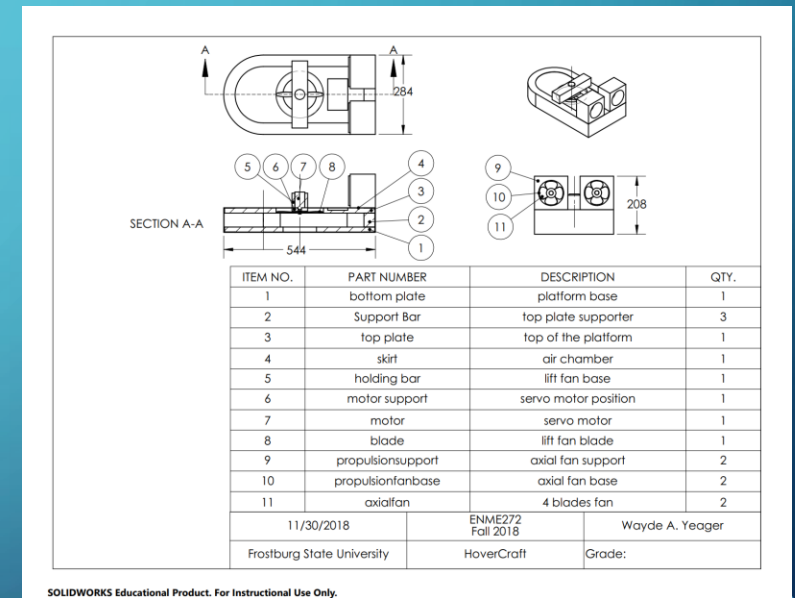 A A
284
5 6 7 8 4 9
3
10 208
SECTION A-A 2
11
544 1
ITEM NO. PART NUMBER DESCRIPTION QTY.
1 bottom plate platform base 1
2 Support Bar top plate supporter 3
3 top plate top of the platform 1
4 skirt air chamber 1
5 holding bar lift fan base 1
6 motor support servo motor position 1
7 motor servo motor 1
8 blade lift fan blade 1
9 propulsionsupport axial fan support 2
10 propulsionfanbase axial fan base 2
11 axialfan 4 blades fan 2
11/30/2018 ENME272 Wayde A. Yeager
Fall 2018
Frostburg State University HoverCraft Grade:
SOLIDWORKS Educational Product. For Instructional Use Only.